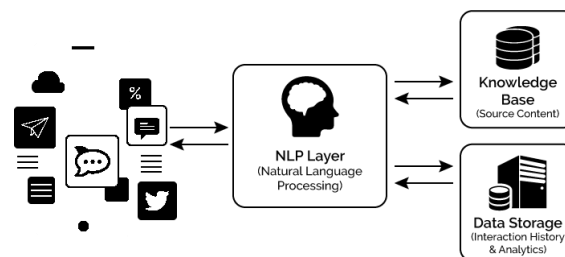 %
NLP Layer
(Natural Language
Processing)
Knowledge
Base
(Source Content)
Data Storage
(Interaction History
& Analytics)